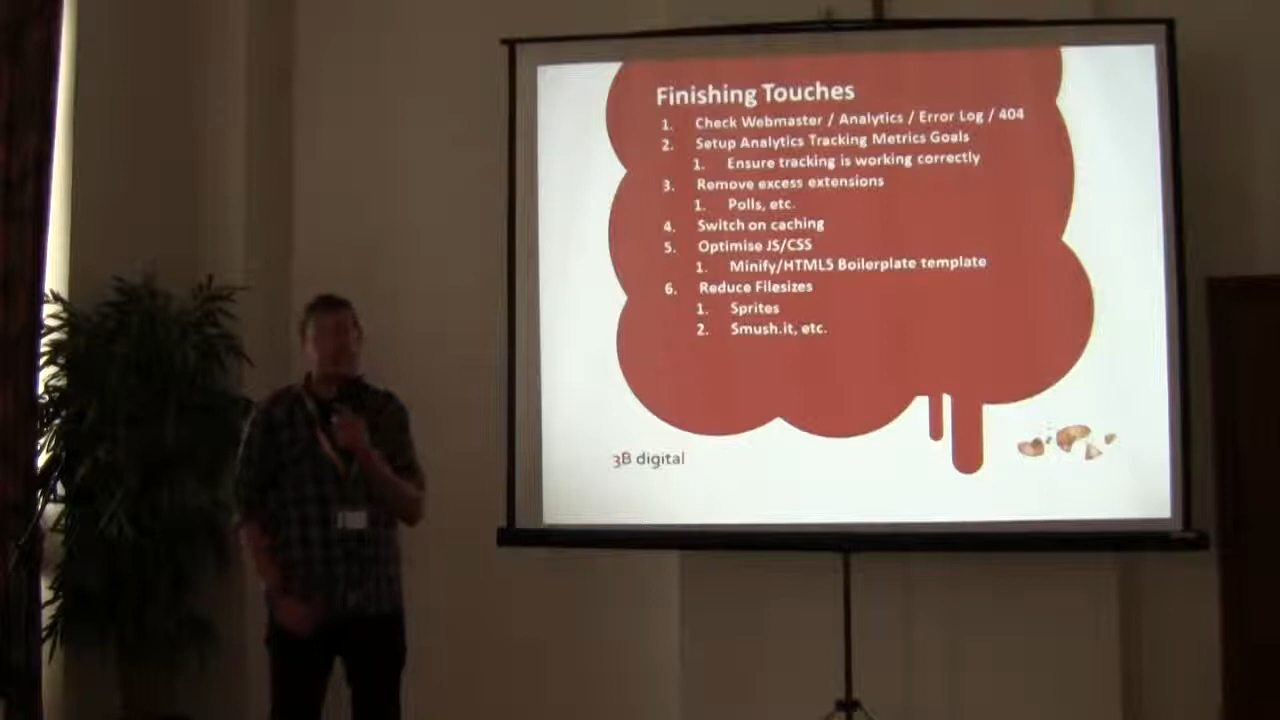 Finishing Touches
1. Check Webmaster / Analytics / Error Log / 404
2. Setup Analytics Tracking Metrics Goals
1. Ensure tracking is working correctly
3. Remove excess extensions
1. Polls, etc.
4. Switch on caching
5. Optimise JS/CSS
1. Minify/HTML5 Boilerplate template
6. Reduce Filesizes
1. Sprites
2. Smush.it, etc.
3B digital